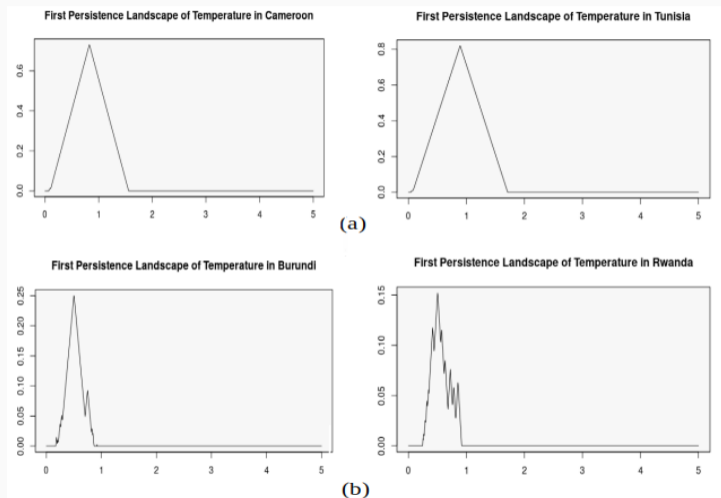 First Persistence Landscape of Temperature in Cameroon
0.6
0.4
0.2
0.0
0 1 2 3 4 5
First Persistence Landscape of Temperature in Tunisia
0.8
0.6
0.4
0.2
0.0
0 1 2 3 4 5
(a)
First Persistence Landscape of Temperature in Burundi
0.25
0.20
0.15
0.10
0.05
0.00
0 1 2 3 4 5
First Persistence Landscape of Temperature in Rwanda
0.15
0.10
0.05
0.00
0 1 2 3 4 5
(b)